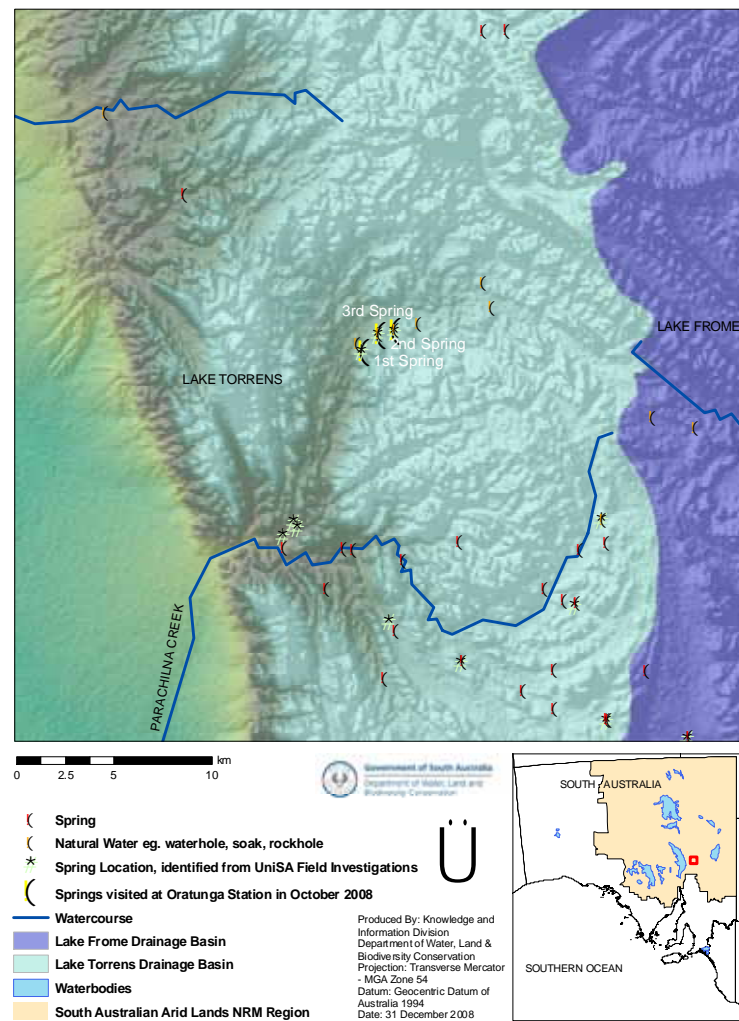 3rd Spring
LAKE FROME
2nd Spring
1st Spring
LAKE TORRENS
PARACHILNA CREEK
km
0 2.5 5 10
Government of South Australia
Department of Water, Land and
Biodiversity Conservation
SOUTH AUSTRALIA
SOUTHERN OCEAN
Spring
Natural Water eg. waterhole, soak, rockhole
Spring Location, identified from UniSA Field Investigations
Springs visited at Oratunga Station in October 2008
Watercourse
Lake Frome Drainage Basin
Lake Torrens Drainage Basin
Waterbodies
South Australian Arid Lands NRM Region
Ü
Produced By: Knowledge and
Information Division
Department of Water, Land &
Biodiversity Conservation
Projection: Transverse Mercator
- MGA Zone 54
Datum: Geocentric Datum of
Australia 1994
Date: 31 December 2008